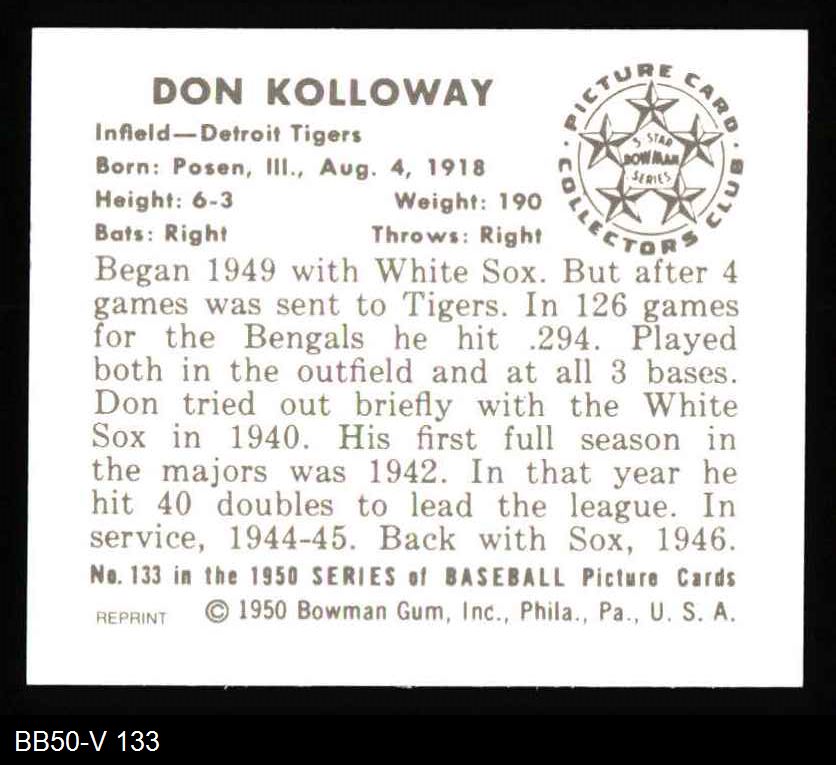 DON KOLLOWAY
Infield—Detroit Tigers
Born: Posen, Ill., Aug. 4, 1918
Height: 6-3 Weight: 190
Bats: Right Throws: Right
· PICTURE CARD · COLLECTORS CLUB
5 STAR
BOWMAN
SERIES
Began 1949 with White Sox. But after 4
games was sent to Tigers. In 126 games
for the Bengals he hit .294. Played
both in the outfield and at all 3 bases.
Don tried out briefly with the White
Sox in 1940. His first full season in
the majors was 1942. In that year he
hit 40 doubles to lead the league. In
service, 1944-45. Back with Sox, 1946.
No. 133 in the 1950 SERIES of BASEBALL Picture Cards
REPRINT © 1950 Bowman Gum, Inc., Phila., Pa., U. S. A.
BB50-V 133